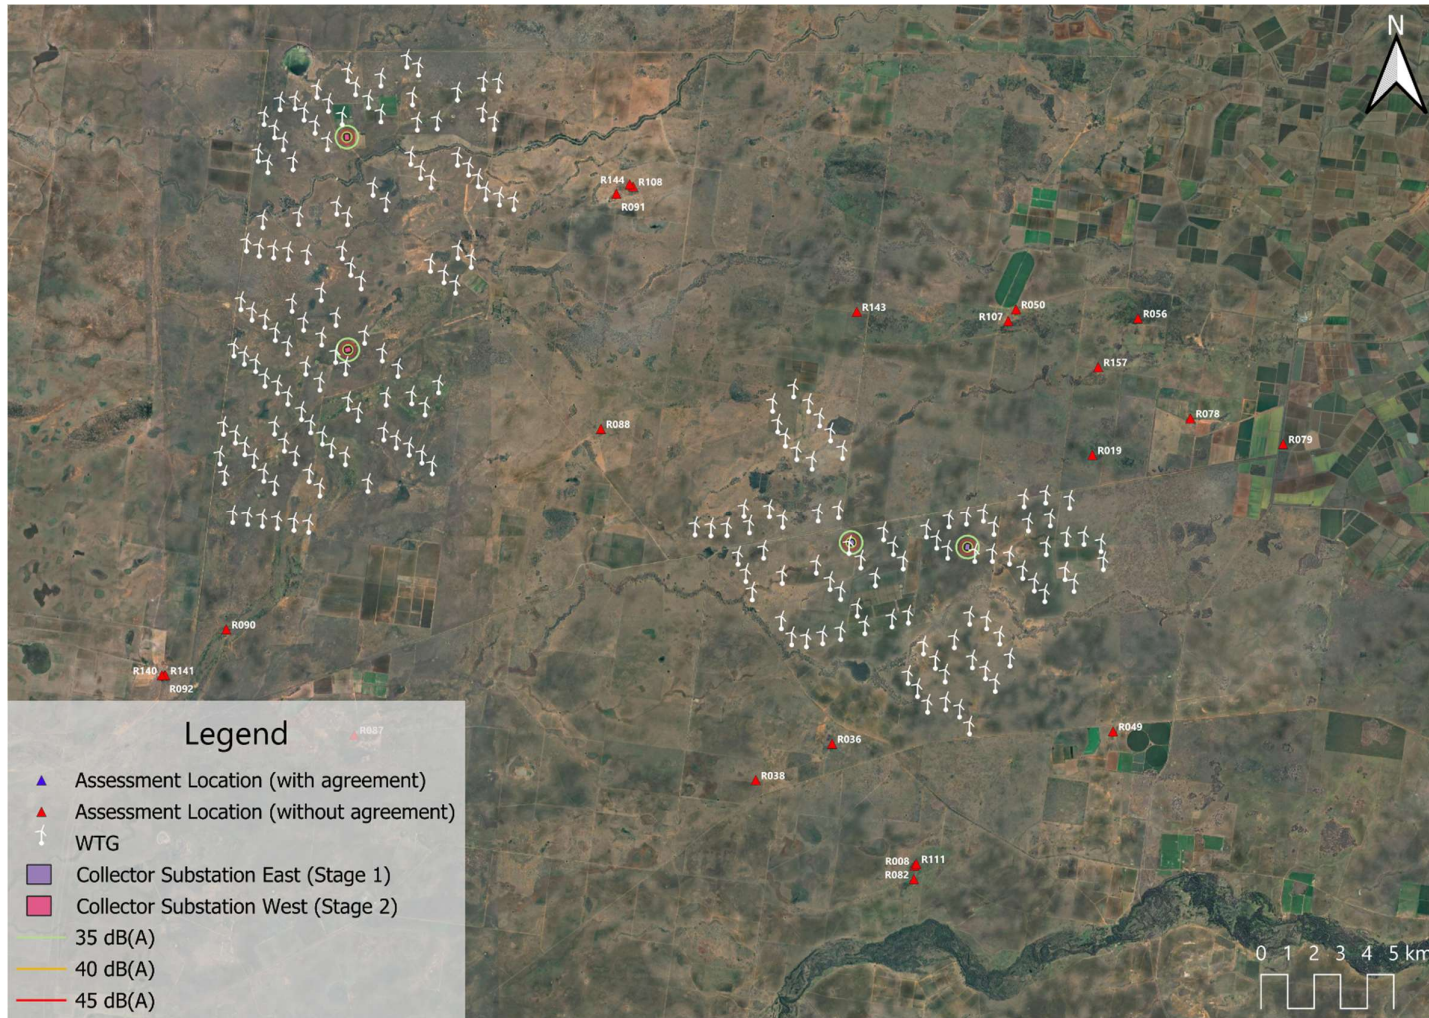 N
R144
R108
R091
R143
R050
R107
R056
R157
R078
R088
R079
R019
R090
R140
R141
R092
R087
R049
R036
R038
R008
R111
R082
Legend
Assessment Location (with agreement)
Assessment Location (without agreement)
WTG
Collector Substation East (Stage 1)
Collector Substation West (Stage 2)
35 dB(A)
40 dB(A)
45 dB(A)
0 1 2 3 4 5 km